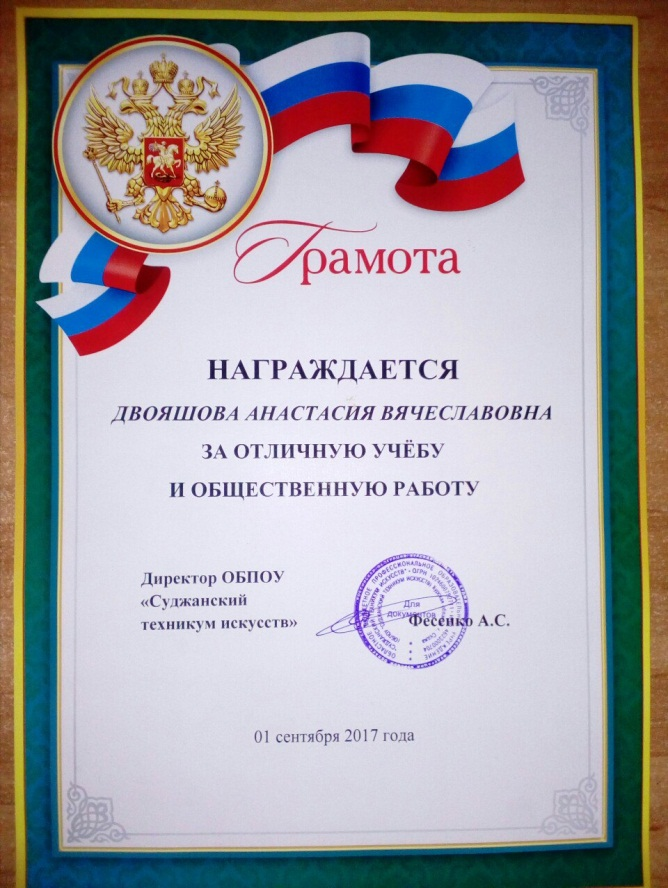 Грамота
НАГРАЖДАЕТСЯ
ДВОЯШОВА АНАСТАСИЯ ВЯЧЕСЛАВОВНА
ЗА ОТЛИЧНУЮ УЧЁБУ
И ОБЩЕСТВЕННУЮ РАБОТУ
Директор ОБПОУ
«Суджанский
техникум искусств»
Фесенко А.С.
Для
документов
01 сентября 2017 года